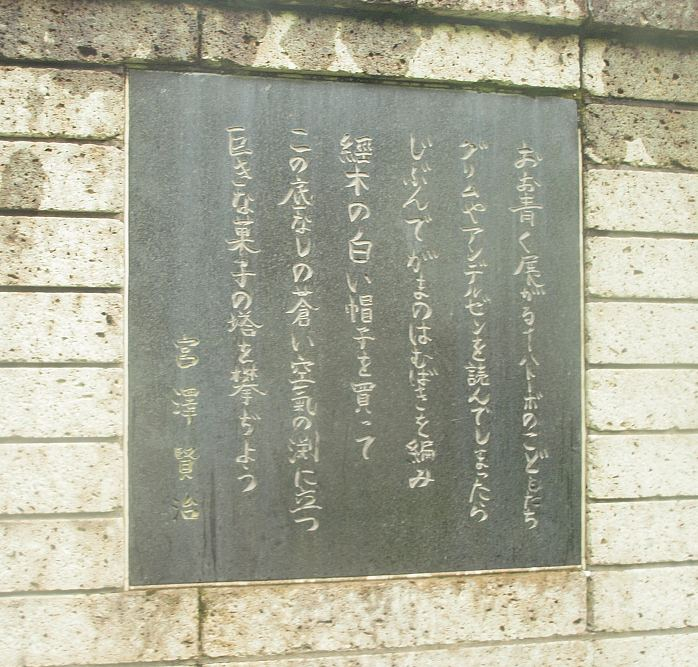 おお青く展がるイハトーボのこどもたち
グリムやアンデルゼンを読んでしまったら
じぶんでがまのはむばきを編み
經木の白い帽子を買って
この底なしの蒼い空氣の渕に立つ
巨きな菓子の塔を攀ぢよう
宮澤賢治